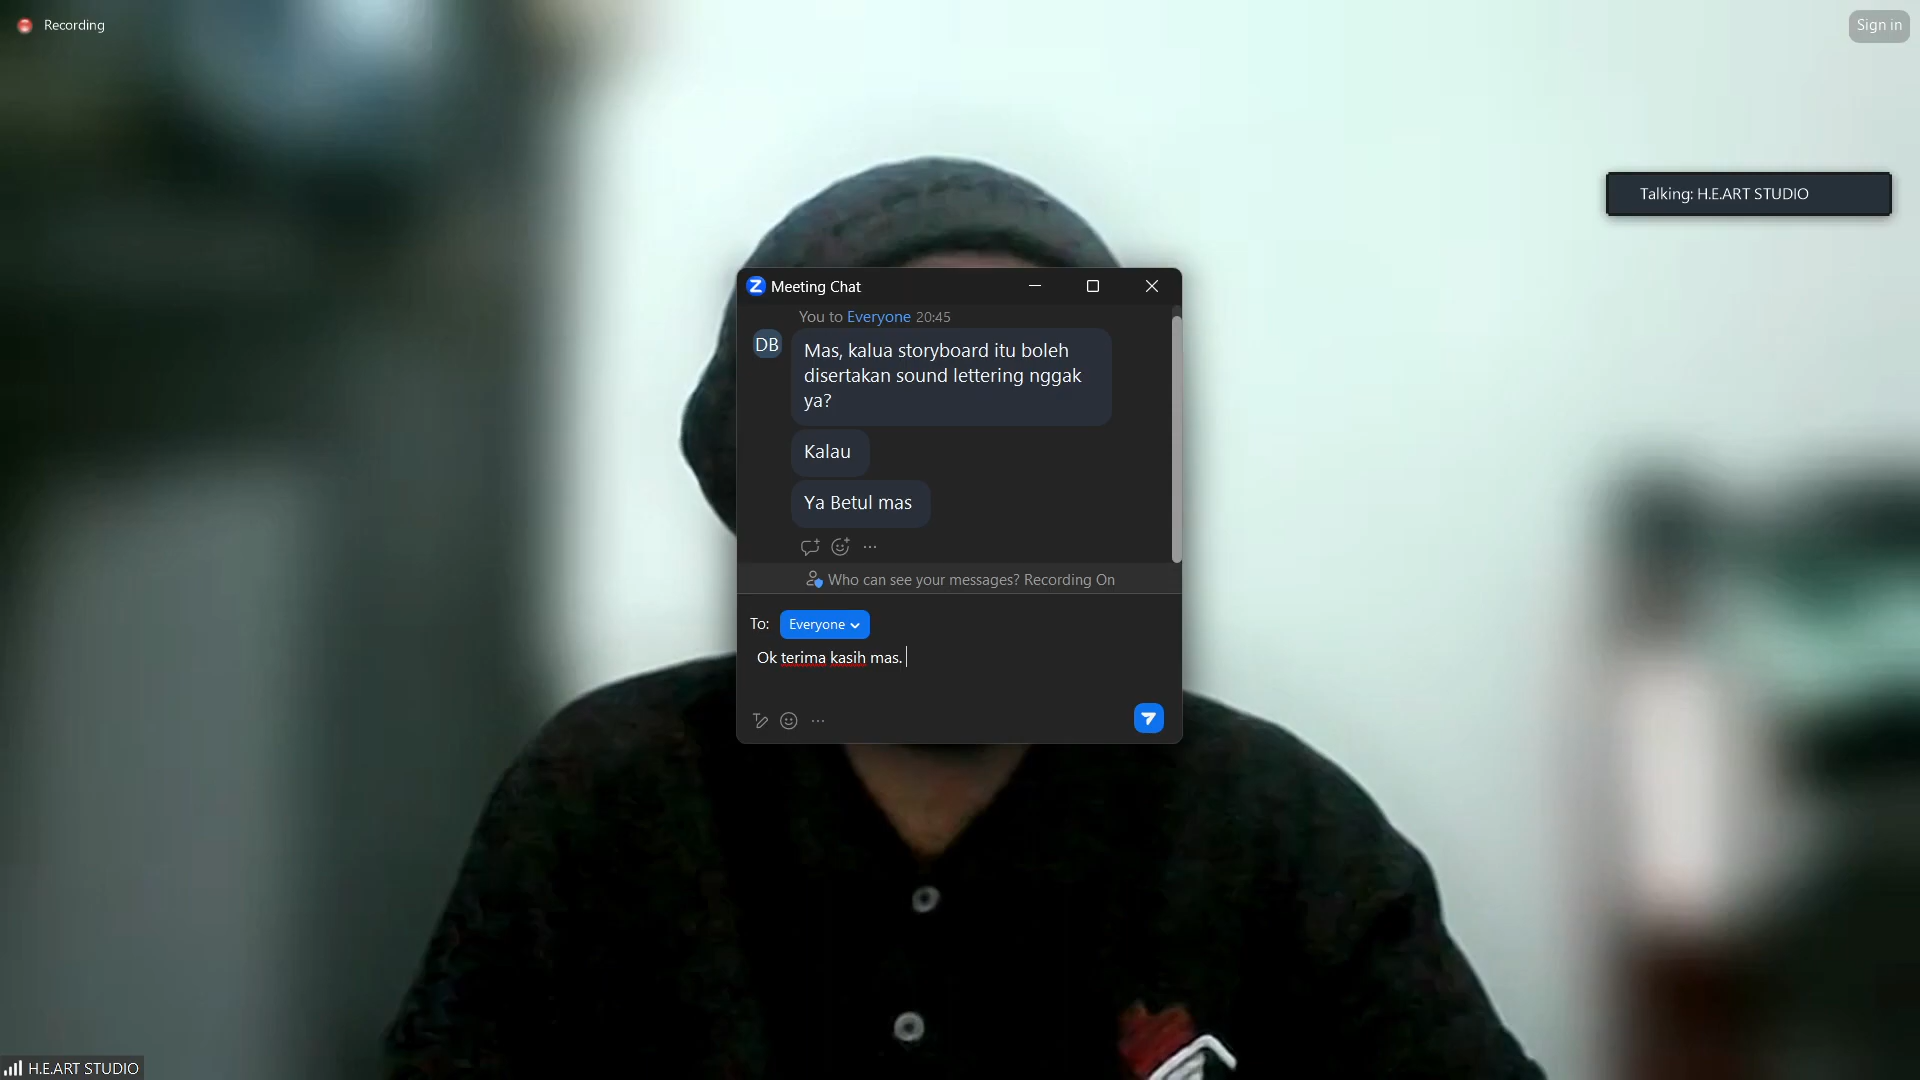 Recording
Sign in
Talking: H.E.ART STUDIO
Meeting Chat
You to Everyone 20:45
DB
Mas, kalua storyboard itu boleh
disertakan sound lettering nggak
ya?
Kalau
Ya Betul mas
Who can see your messages? Recording On
To: Everyone
Ok terima kasih mas.
H.E.ART STUDIO